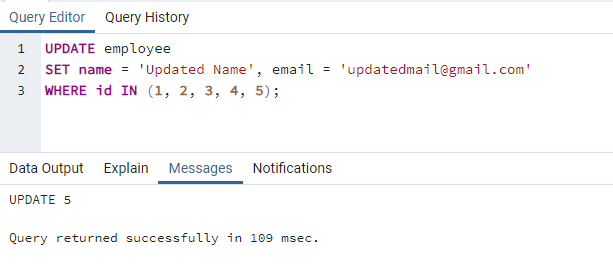 Query Editor Query History
1 UPDATE employee
2 SET name = 'Updated Name', email = 'updatedmail@gmail.com'
3 WHERE id IN (1, 2, 3, 4, 5);
Data Output Explain Messages Notifications
UPDATE 5
Query returned successfully in 109 msec.